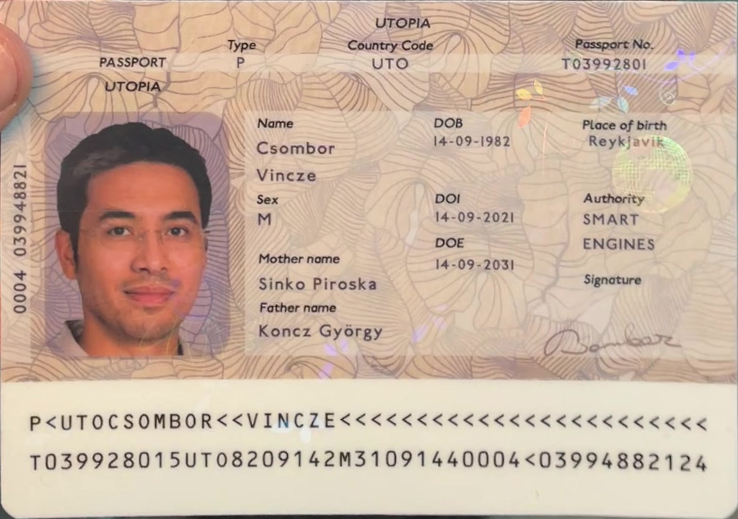 UTOPIA
Type Country Code Passport No.
PASSPORT P UTO T03992801
UTOPIA
Name DOB Place of birth
Csombor 14-09-1982 Reykjavik
Vincze
Sex DOI Authority
M 14-09-2021 SMART
DOE ENGINES
Mother name 14-09-2031 Signature
Sinko Piroska
Father name
Koncz György
Bombor
0004 039948821
P<UTOCSOMBOR<<VINCZE<<<<<<<<<<<<<<<<<<<<<<<<
T039928015UTO8209142M31091440004<03994882124